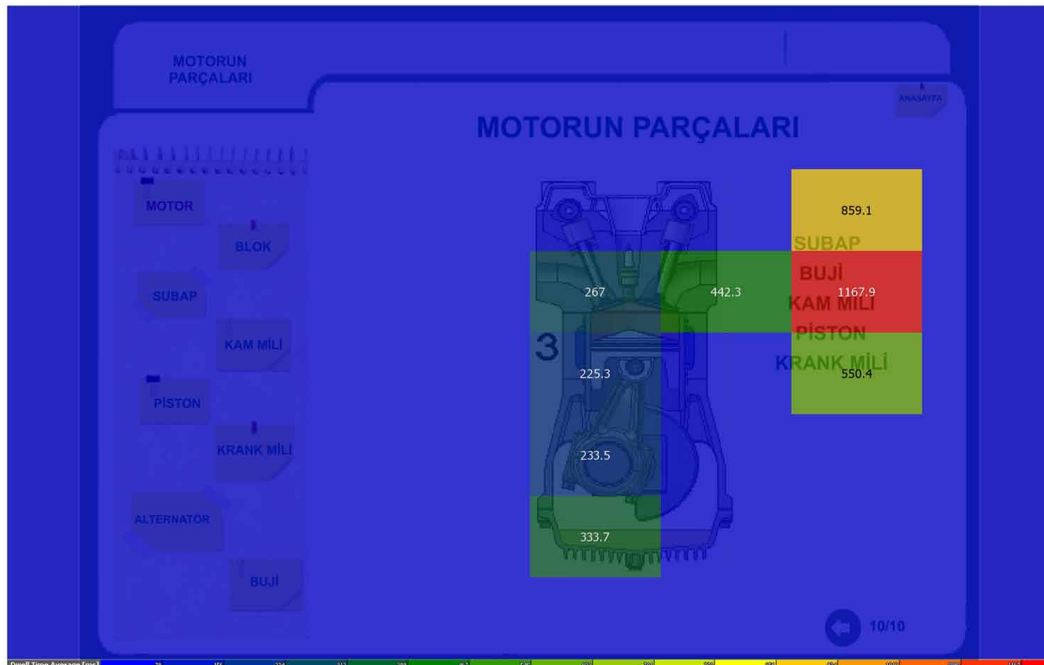 MOTORUN
PARÇALARI
ANASAYFA
MOTORUN PARÇALARI
MOTOR
BLOK
SUBAP
KAM MİLİ
PİSTON
KRANK MİLİ
ALTERNATÖR
BUJİ
859.1
SUBAP
BUJİ
267
442.3
1167.9
KAM MİLİ
PİSTON
3
KRANK MİLİ
225.3
550.4
233.5
333.7
10/10
Dwell Time Average [ms]